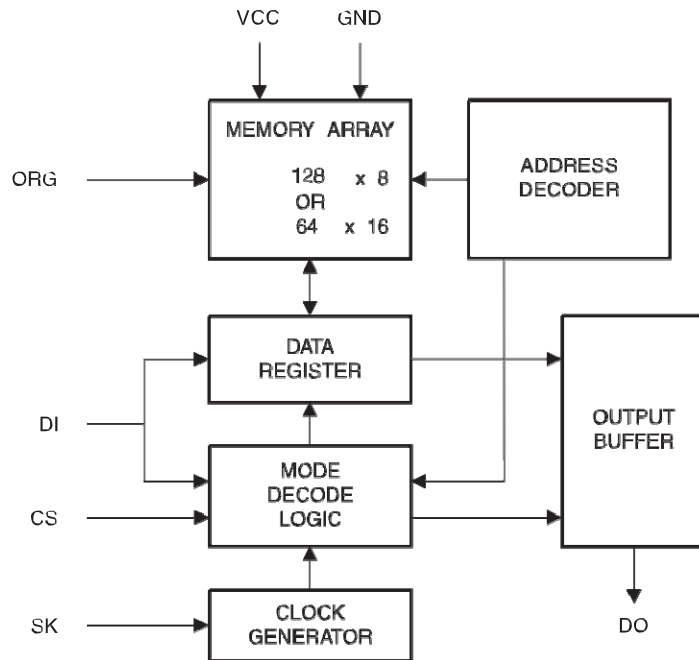 VCC
GND
MEMORY ARRAY
128 x 8
OR
64 x 16
ORG
ADDRESS
DECODER
DATA
REGISTER
DI
OUTPUT
BUFFER
MODE
DECODE
LOGIC
CS
CLOCK
GENERATOR
SK
DO